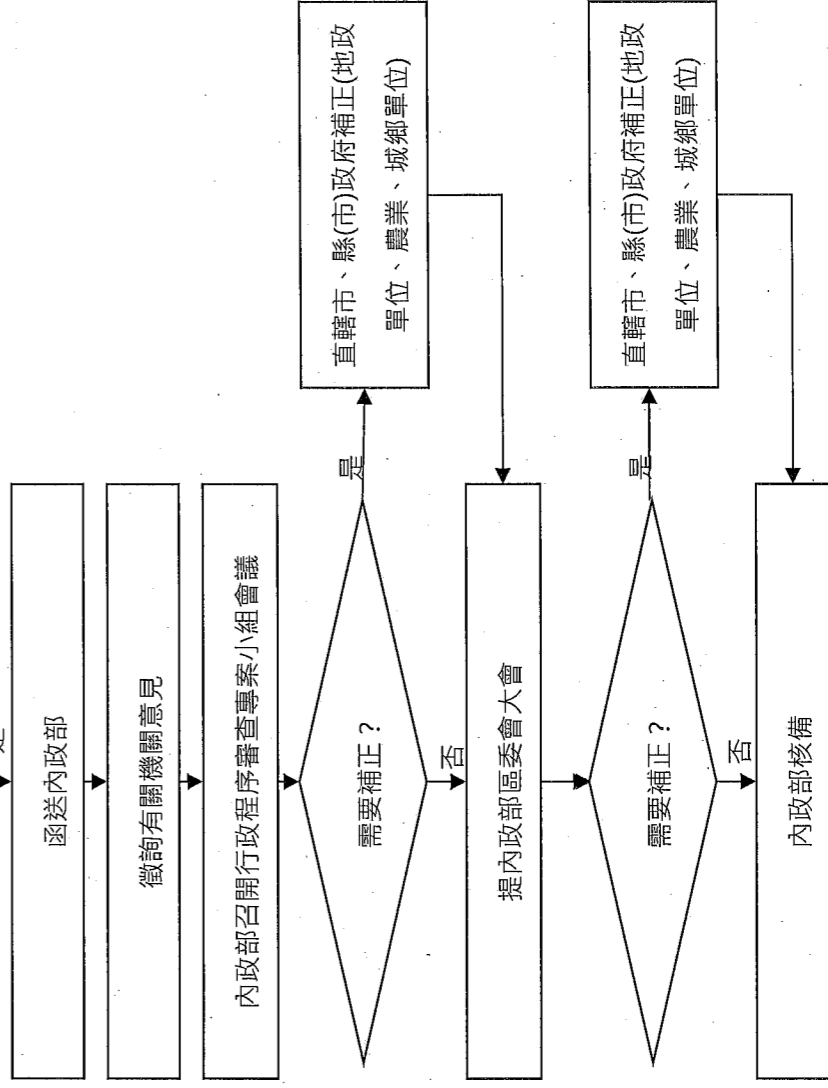 函送內政部
徵詢有關機關意見
內政部召開行政程序審查專案小組會議
需要補正？
是
直轄市、縣(市)政府補正(地政
單位、農業、城鄉單位)
否
提內政部區委會大會
需要補正？
是
直轄市、縣(市)政府補正(地政
單位、農業、城鄉單位)
否
內政部核備